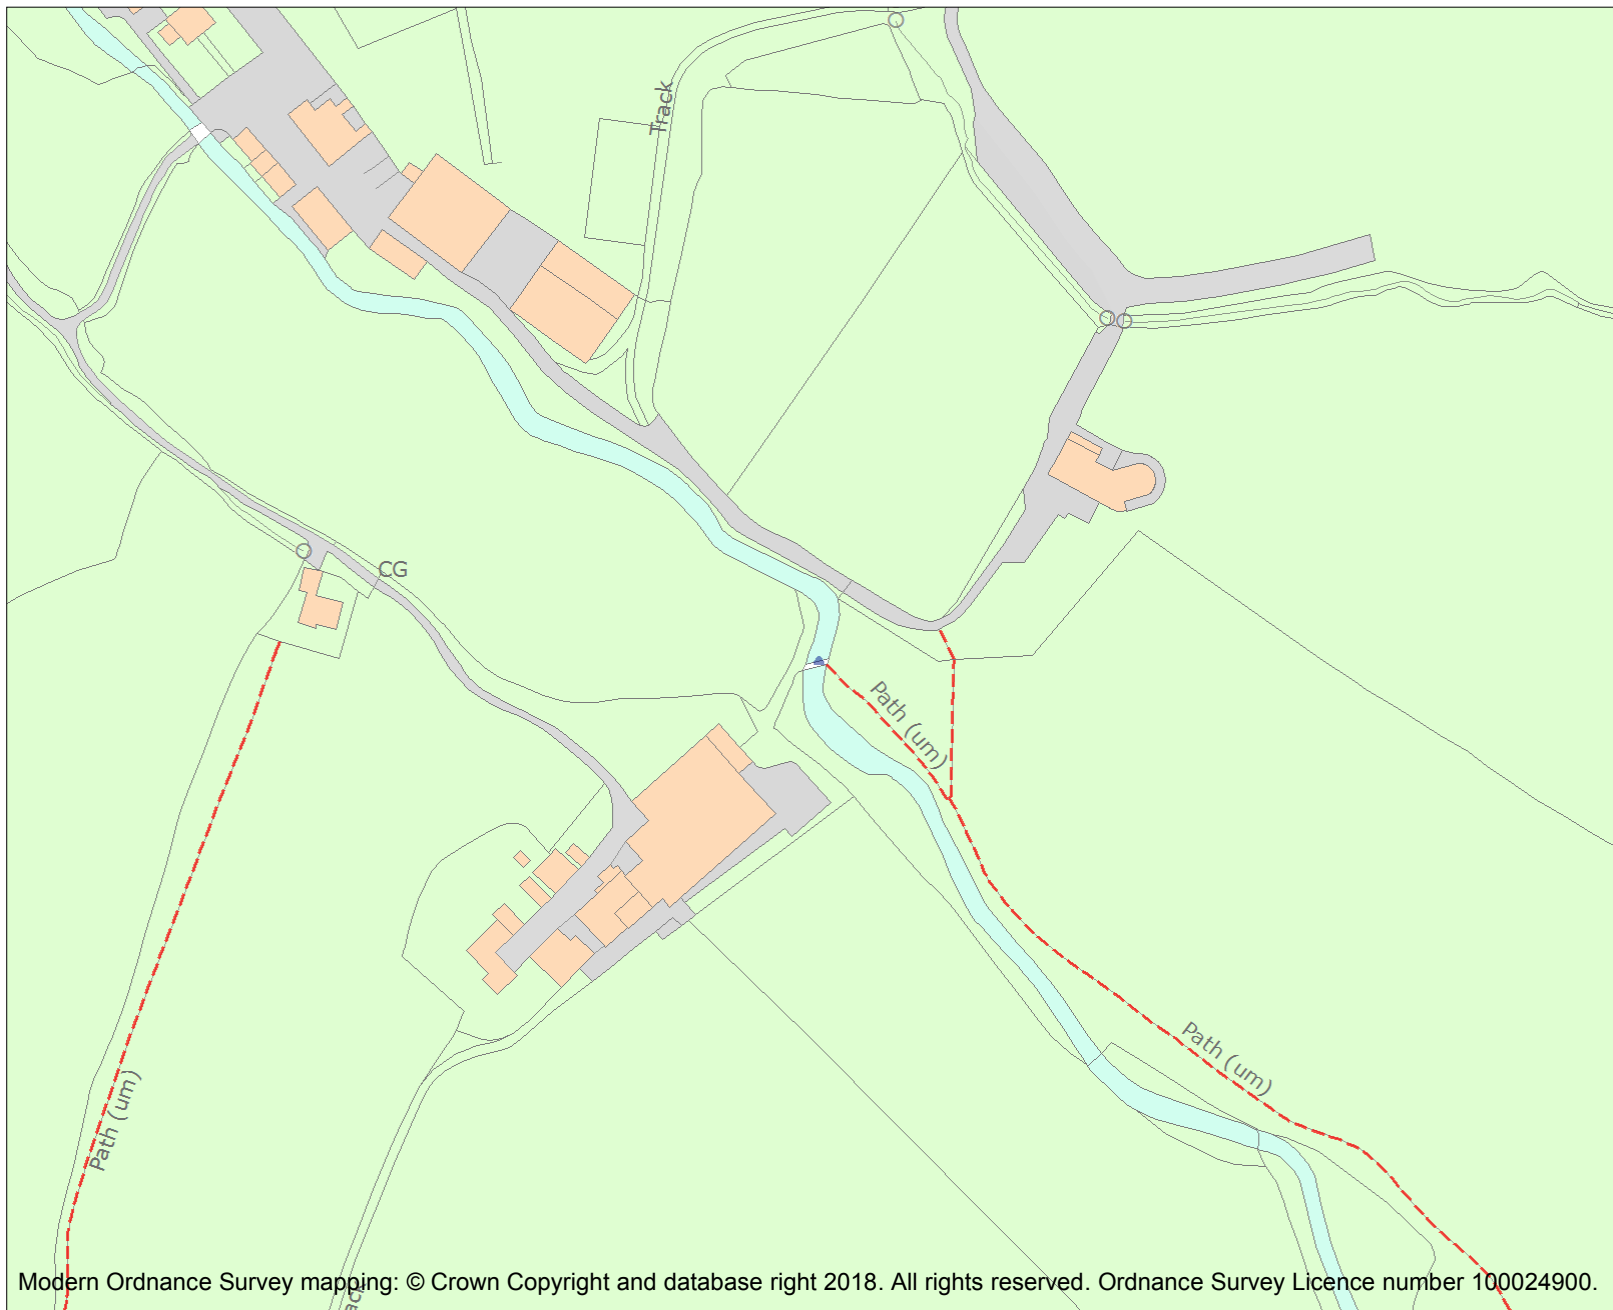 Track
CG
Path (um)
Path (um)
Path (um)
Modern Ordnance Survey mapping: © Crown Copyright and database right 2018. All rights reserved. Ordnance Survey Licence number 100024900.